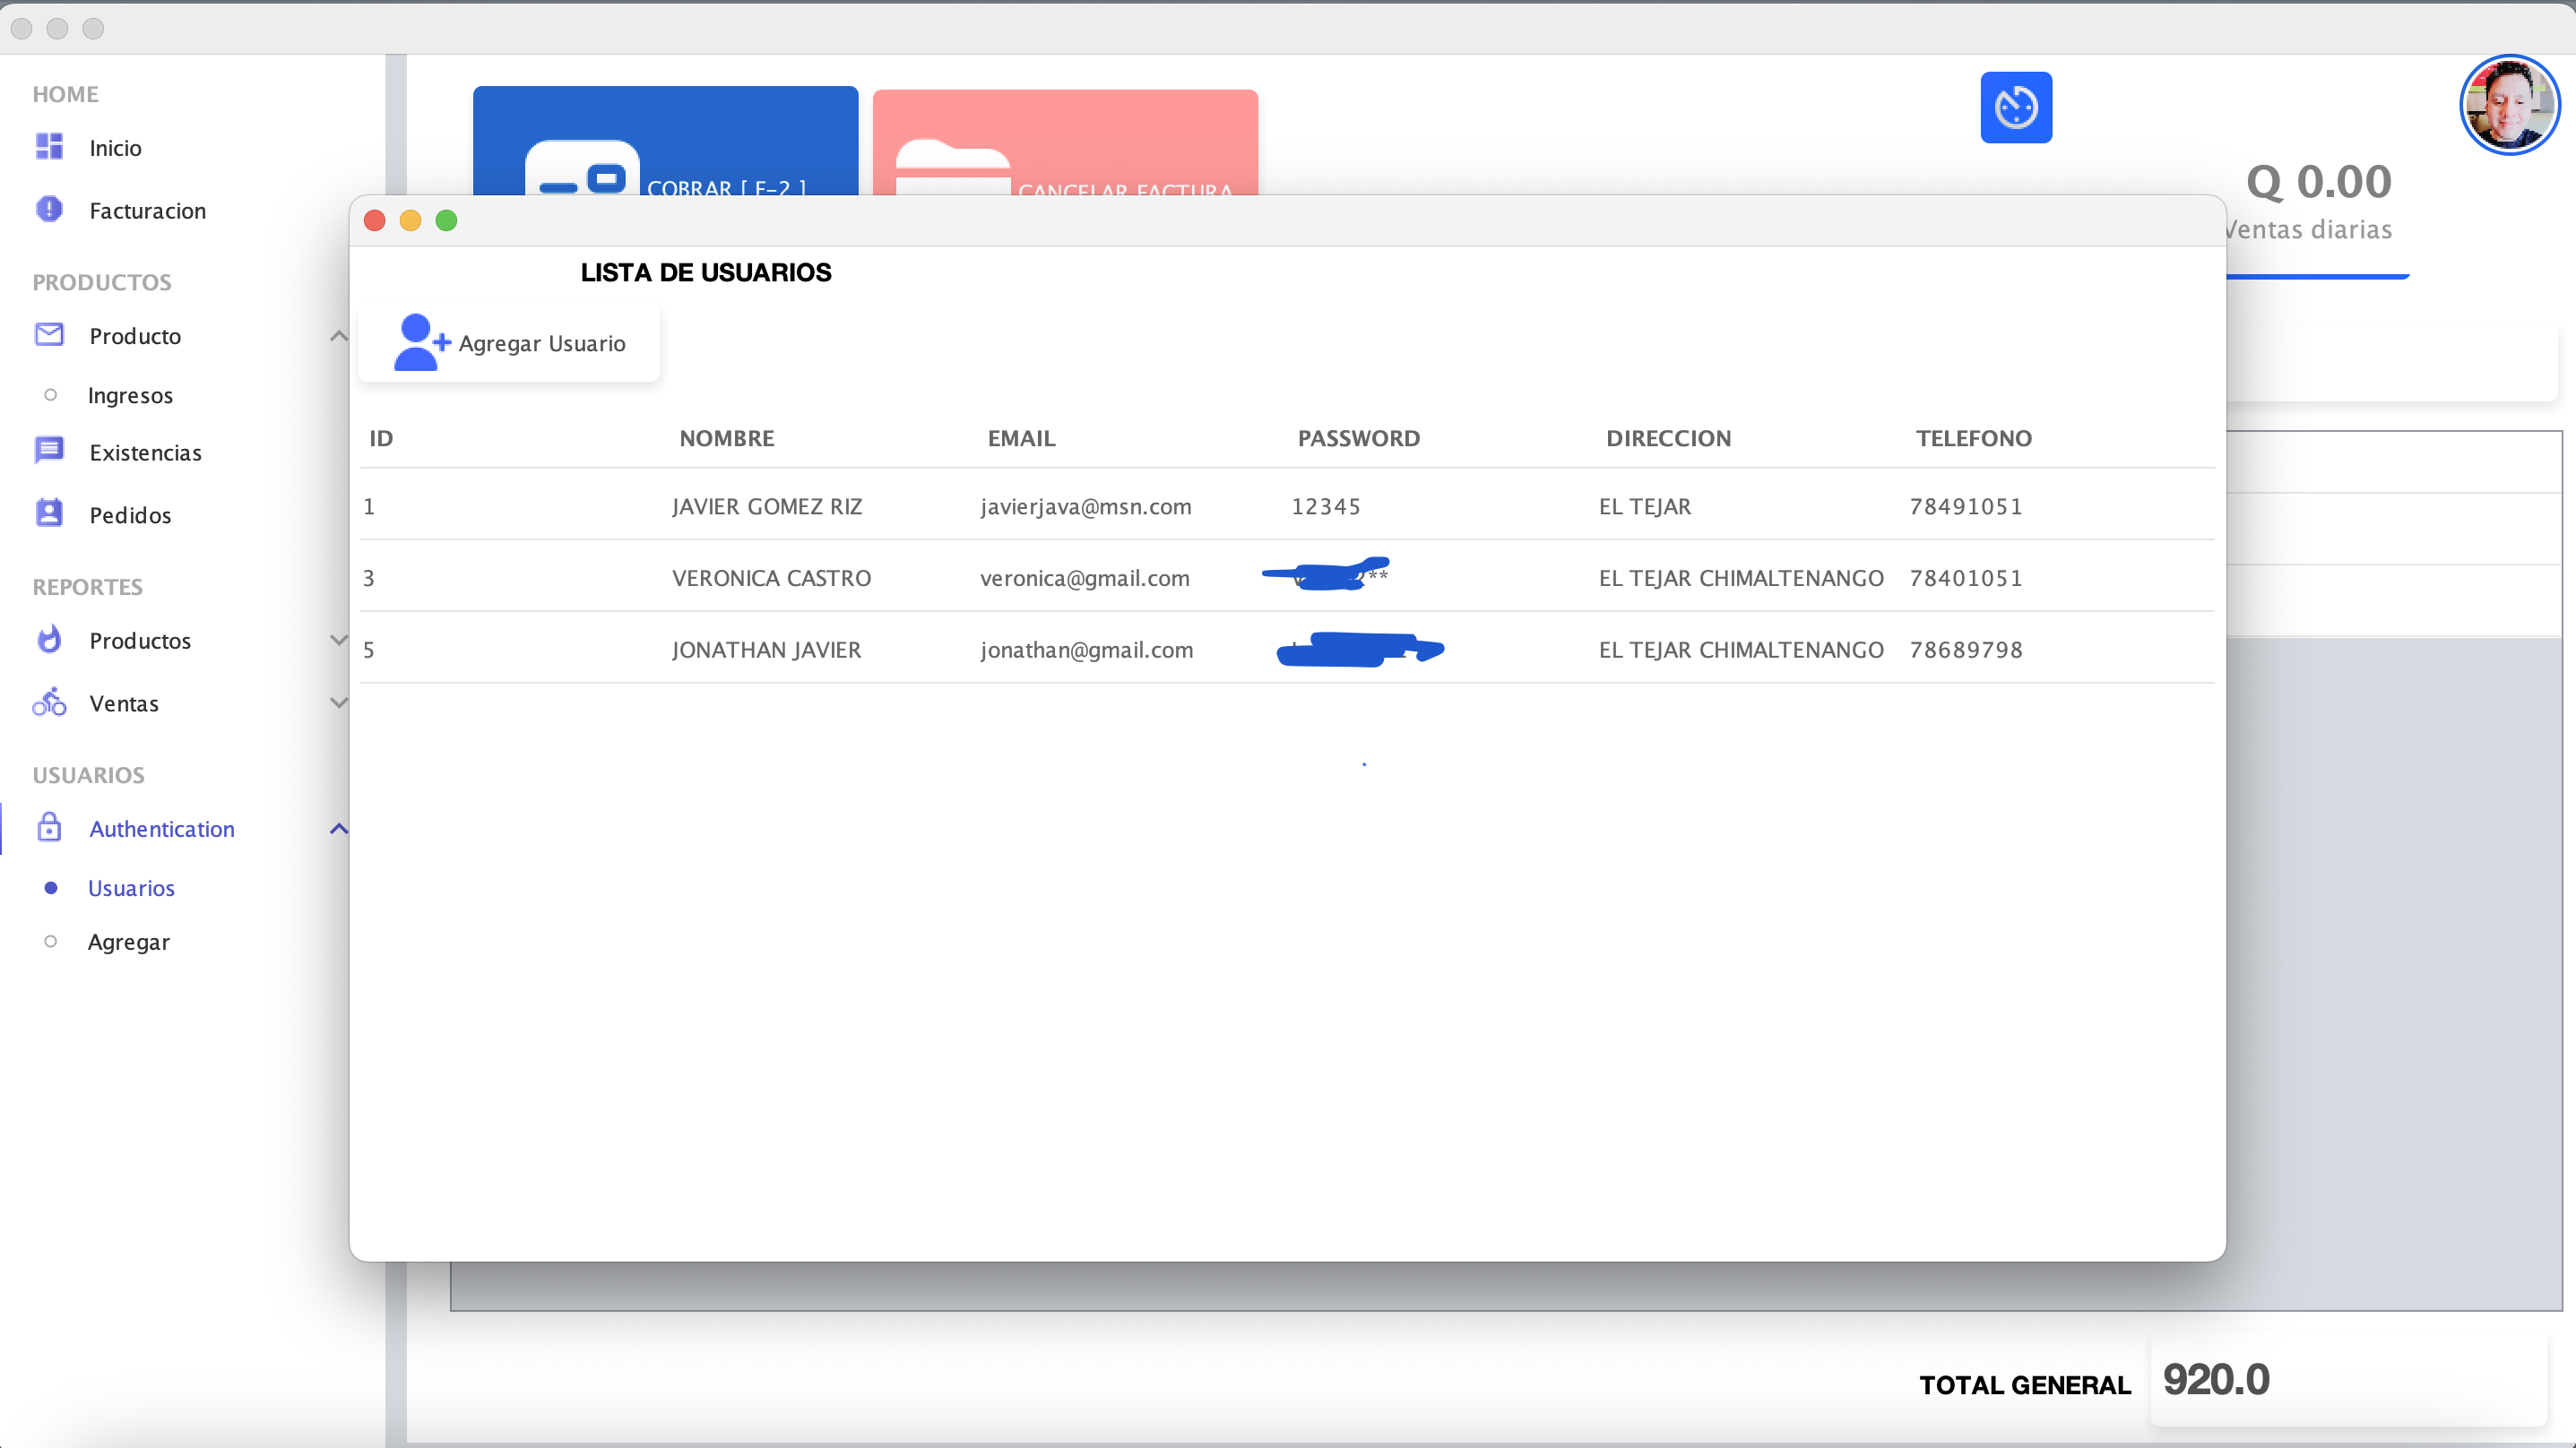 HOME
Inicio
Facturacion
PRODUCTOS
Producto
Ingresos
Existencias
Pedidos
REPORTES
Productos
Ventas
USUARIOS
Authentication
Usuarios
Agregar
COBRAR [ F-2 ]
CANCELAR FACTURA
Q 0.00
Ventas diarias
LISTA DE USUARIOS
Agregar Usuario
ID NOMBRE EMAIL PASSWORD DIRECCION TELEFONO
1 JAVIER GOMEZ RIZ javierjava@msn.com 12345 EL TEJAR 78491051
3 VERONICA CASTRO veronica@gmail.com EL TEJAR CHIMALTENANGO 78401051
5 JONATHAN JAVIER jonathan@gmail.com EL TEJAR CHIMALTENANGO 78689798
TOTAL GENERAL 920.0